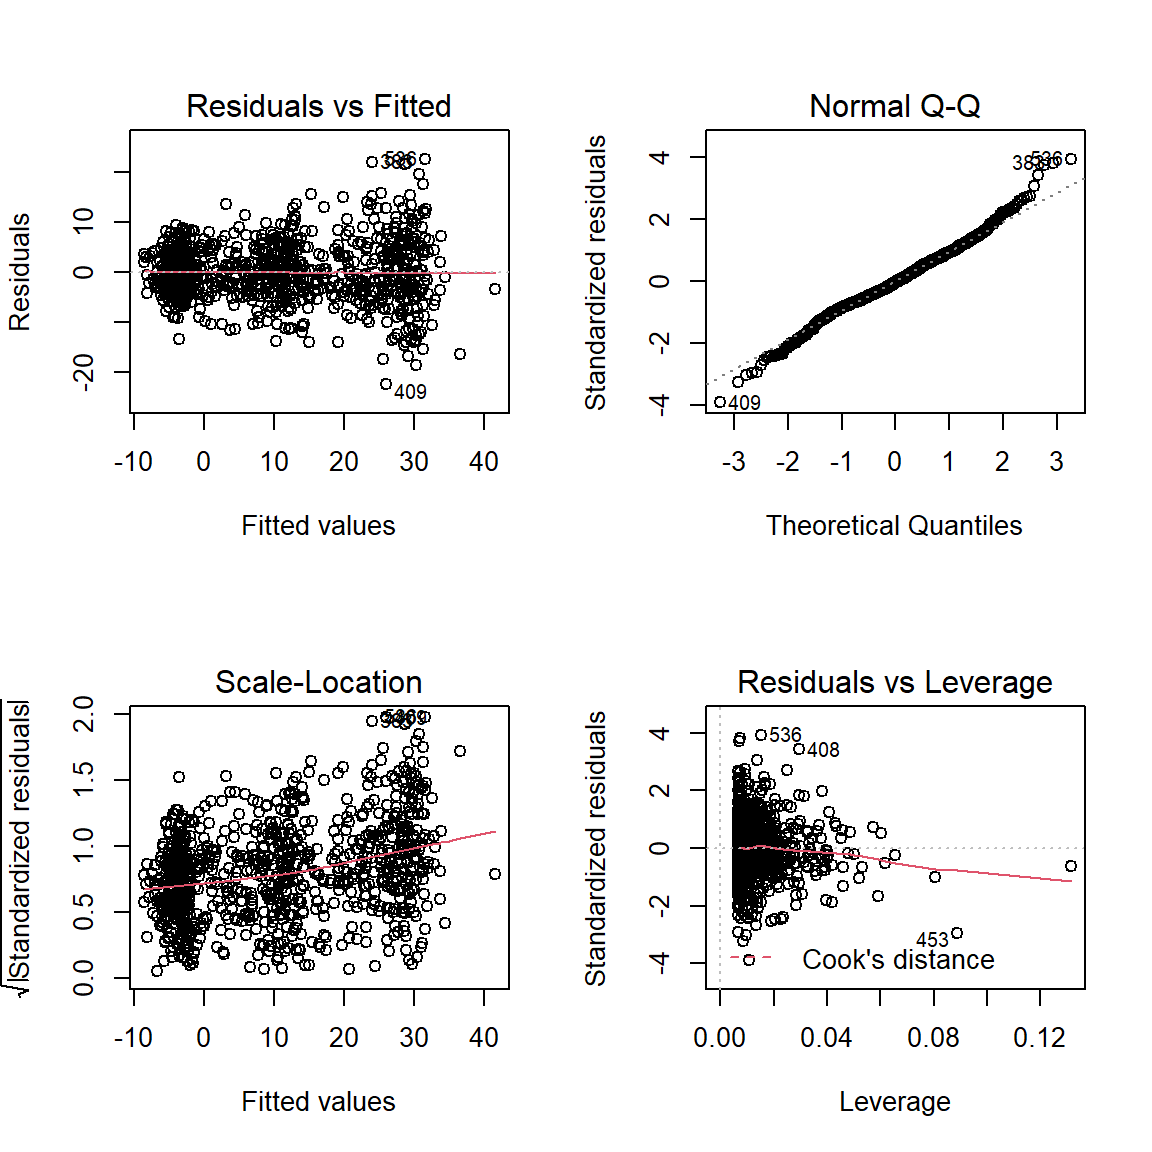 Residuals vs Fitted
Residuals
10
0
-20
409
-10 0 10 20 30 40
Fitted values
Normal Q-Q
Standardized residuals
4
2
0
-2
-4
409
-3 -2 -1 0 1 2 3
Theoretical Quantiles
Scale-Location
√|Standardized residuals|
2.0
1.5
1.0
0.5
0.0
-10 0 10 20 30 40
Fitted values
Residuals vs Leverage
Standardized residuals
4
2
0
-2
-4
536
408
453
Cook's distance
0.00 0.04 0.08 0.12
Leverage